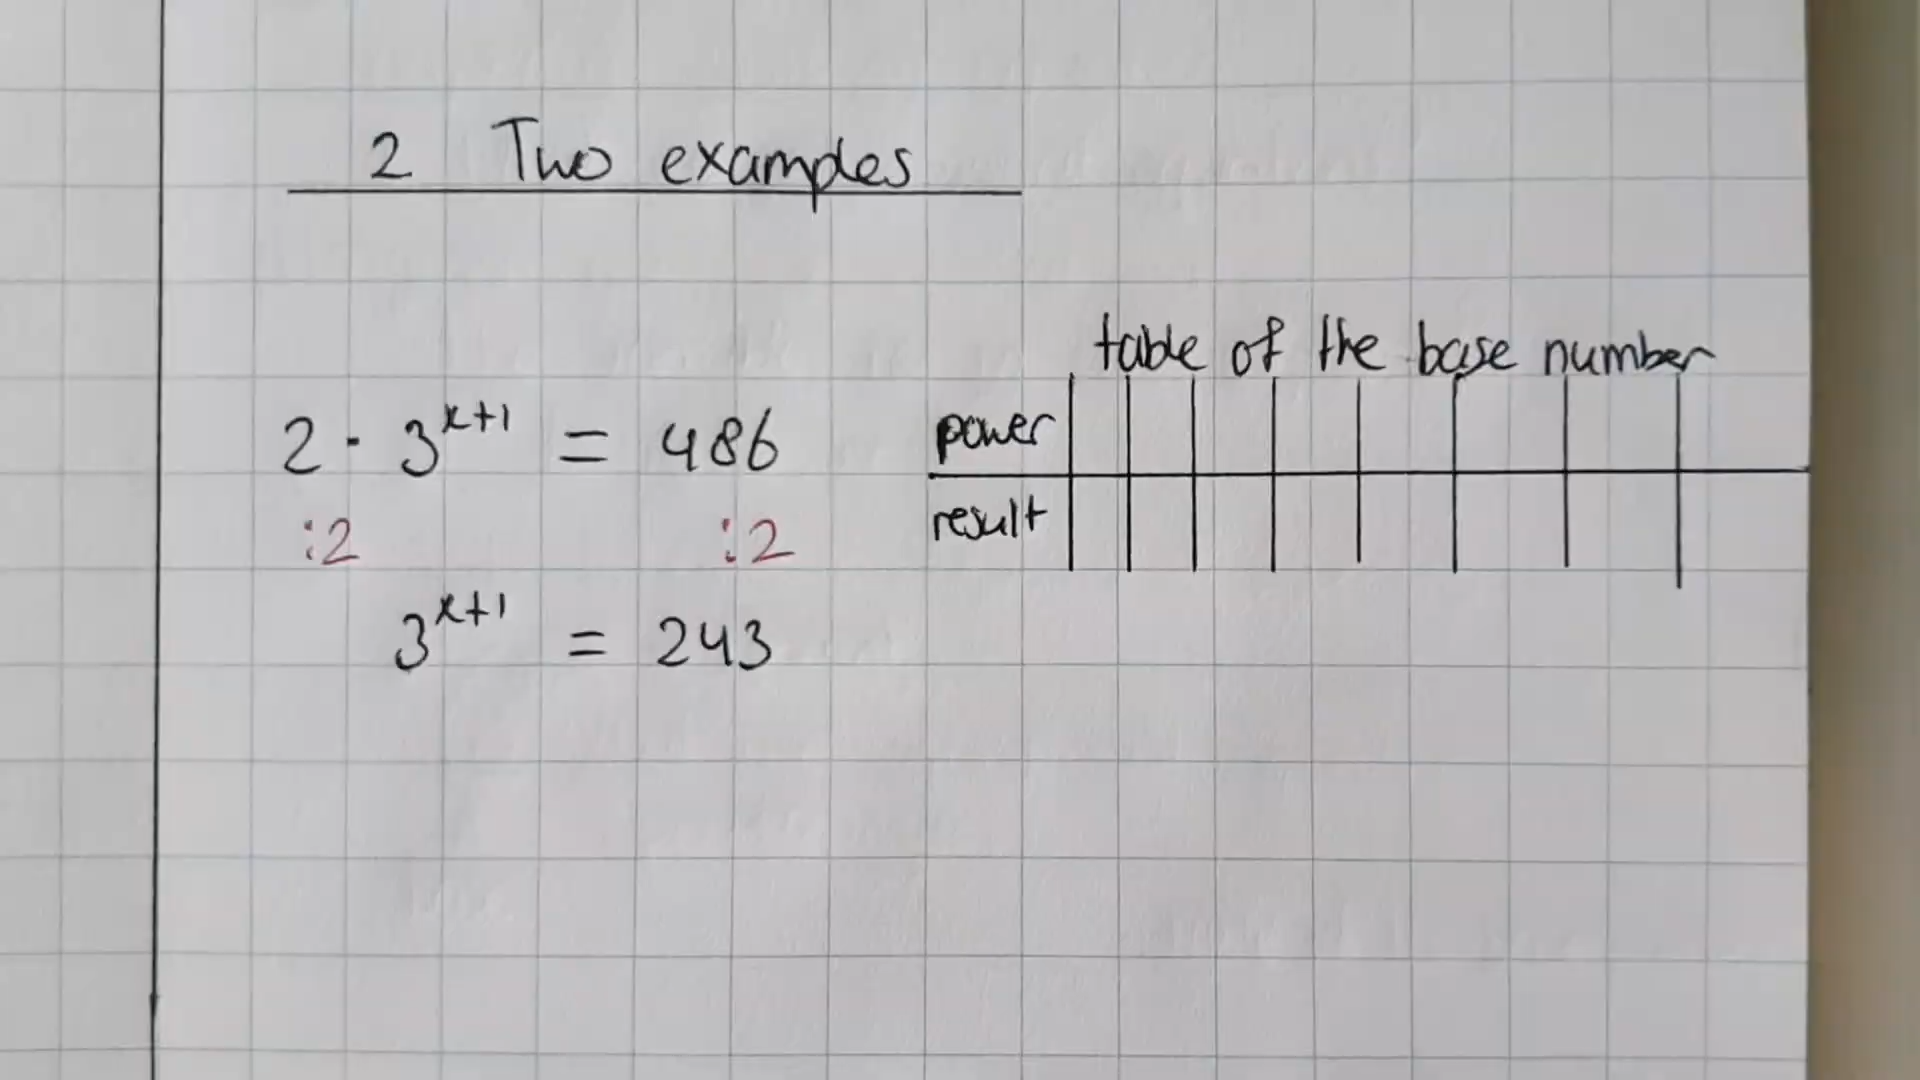 2 Two examples
table of the base number
2 · 3^{x+1} = 486
power
:2 :2
result
3^{x+1} = 243